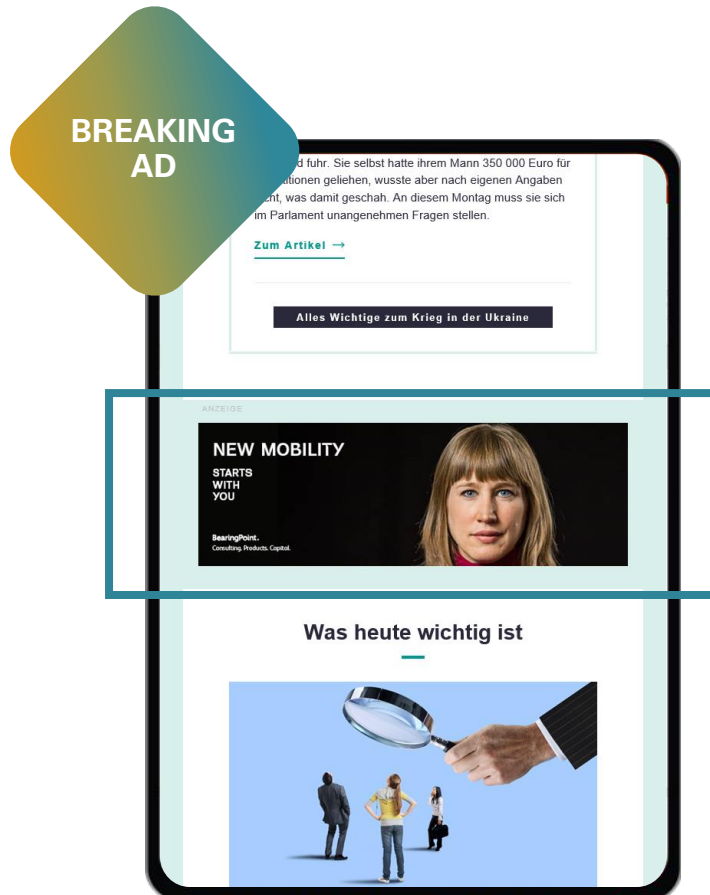 BREAKING
AD
fuhr. Sie selbst hatte ihrem Mann 350 000 Euro für
geliehen, wusste aber nach eigenen Angaben
was damit geschah. An diesem Montag muss sie sich
im Parlament unangenehmen Fragen stellen.
Zum Artikel →
Alles Wichtige zum Krieg in der Ukraine
ANZEIGE
NEW MOBILITY
STARTS
WITH
YOU
BearingPoint.
Consulting. Products. Capital.
Was heute wichtig ist